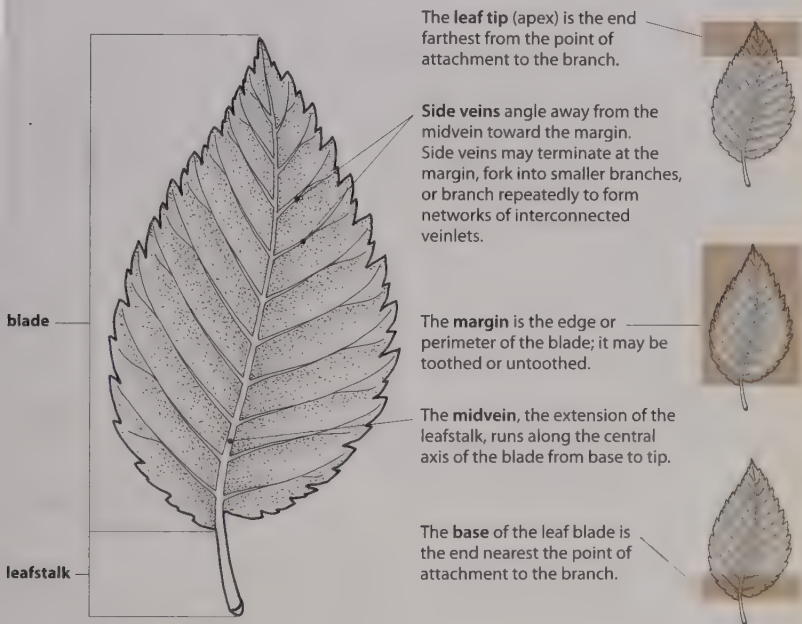 The leaf tip (apex) is the end
farthest from the point of
attachment to the branch.
Side veins angle away from the
midvein toward the margin.
Side veins may terminate at the
margin, fork into smaller branches,
or branch repeatedly to form
networks of interconnected
veinlets.
blade
The margin is the edge or
perimeter of the blade; it may be
toothed or untoothed.
The midvein, the extension of the
leafstalk, runs along the central
axis of the blade from base to tip.
The base of the leaf blade is
the end nearest the point of
attachment to the branch.
leafstalk